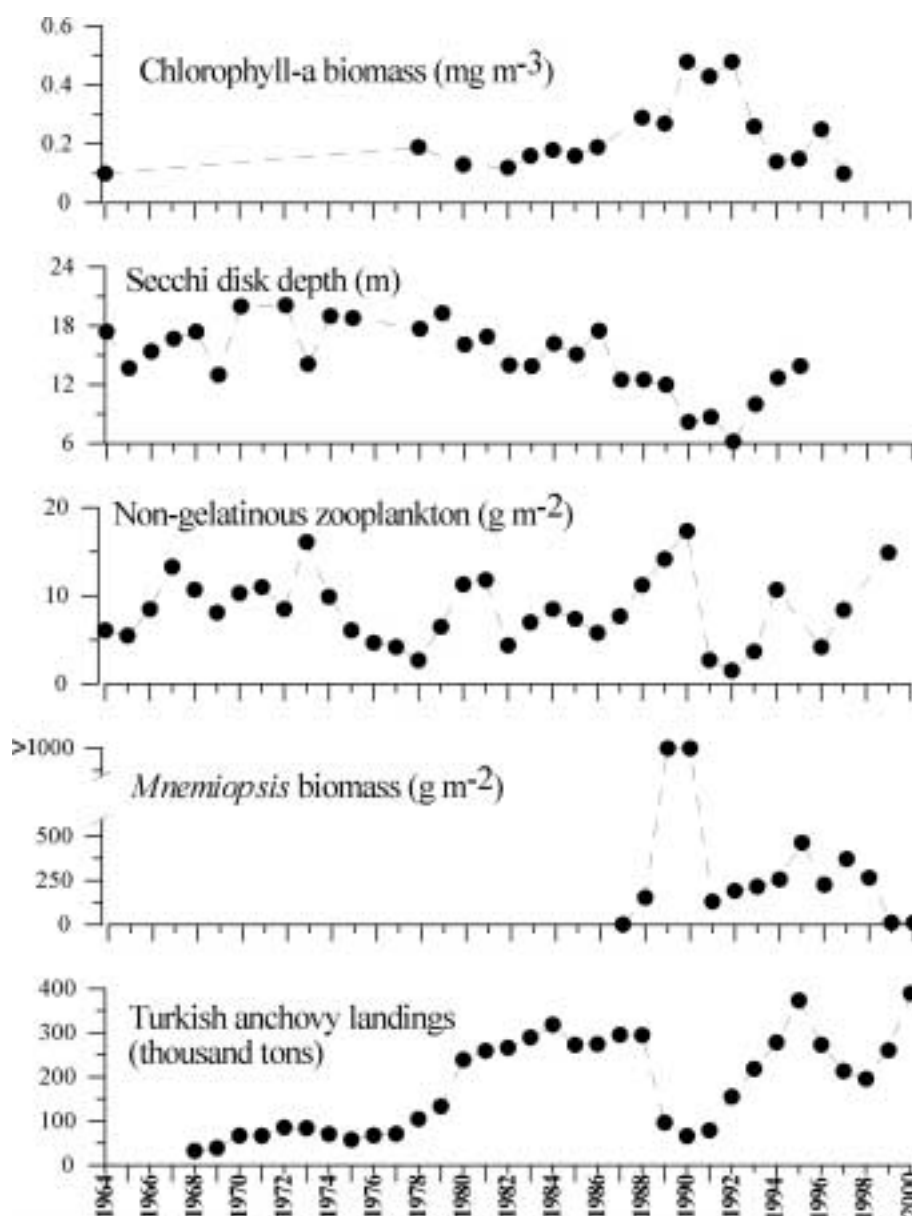 0.6
Chlorophyll-a biomass (mg m-3)
0.4
0.2
0
24
Secchi disk depth (m)
18
12
6
20
Non-gelatinous zooplankton (g m-2)
10
0
>1000
Mnemiopsis biomass (g m-2)
500
250
0
400
Turkish anchovy landings
300
(thousand tons)
200
100
0
1964 1966 1968 1970 1972 1974 1976 1978 1980 1982 1984 1986 1988 1990 1992 1994 1996 1998 2000